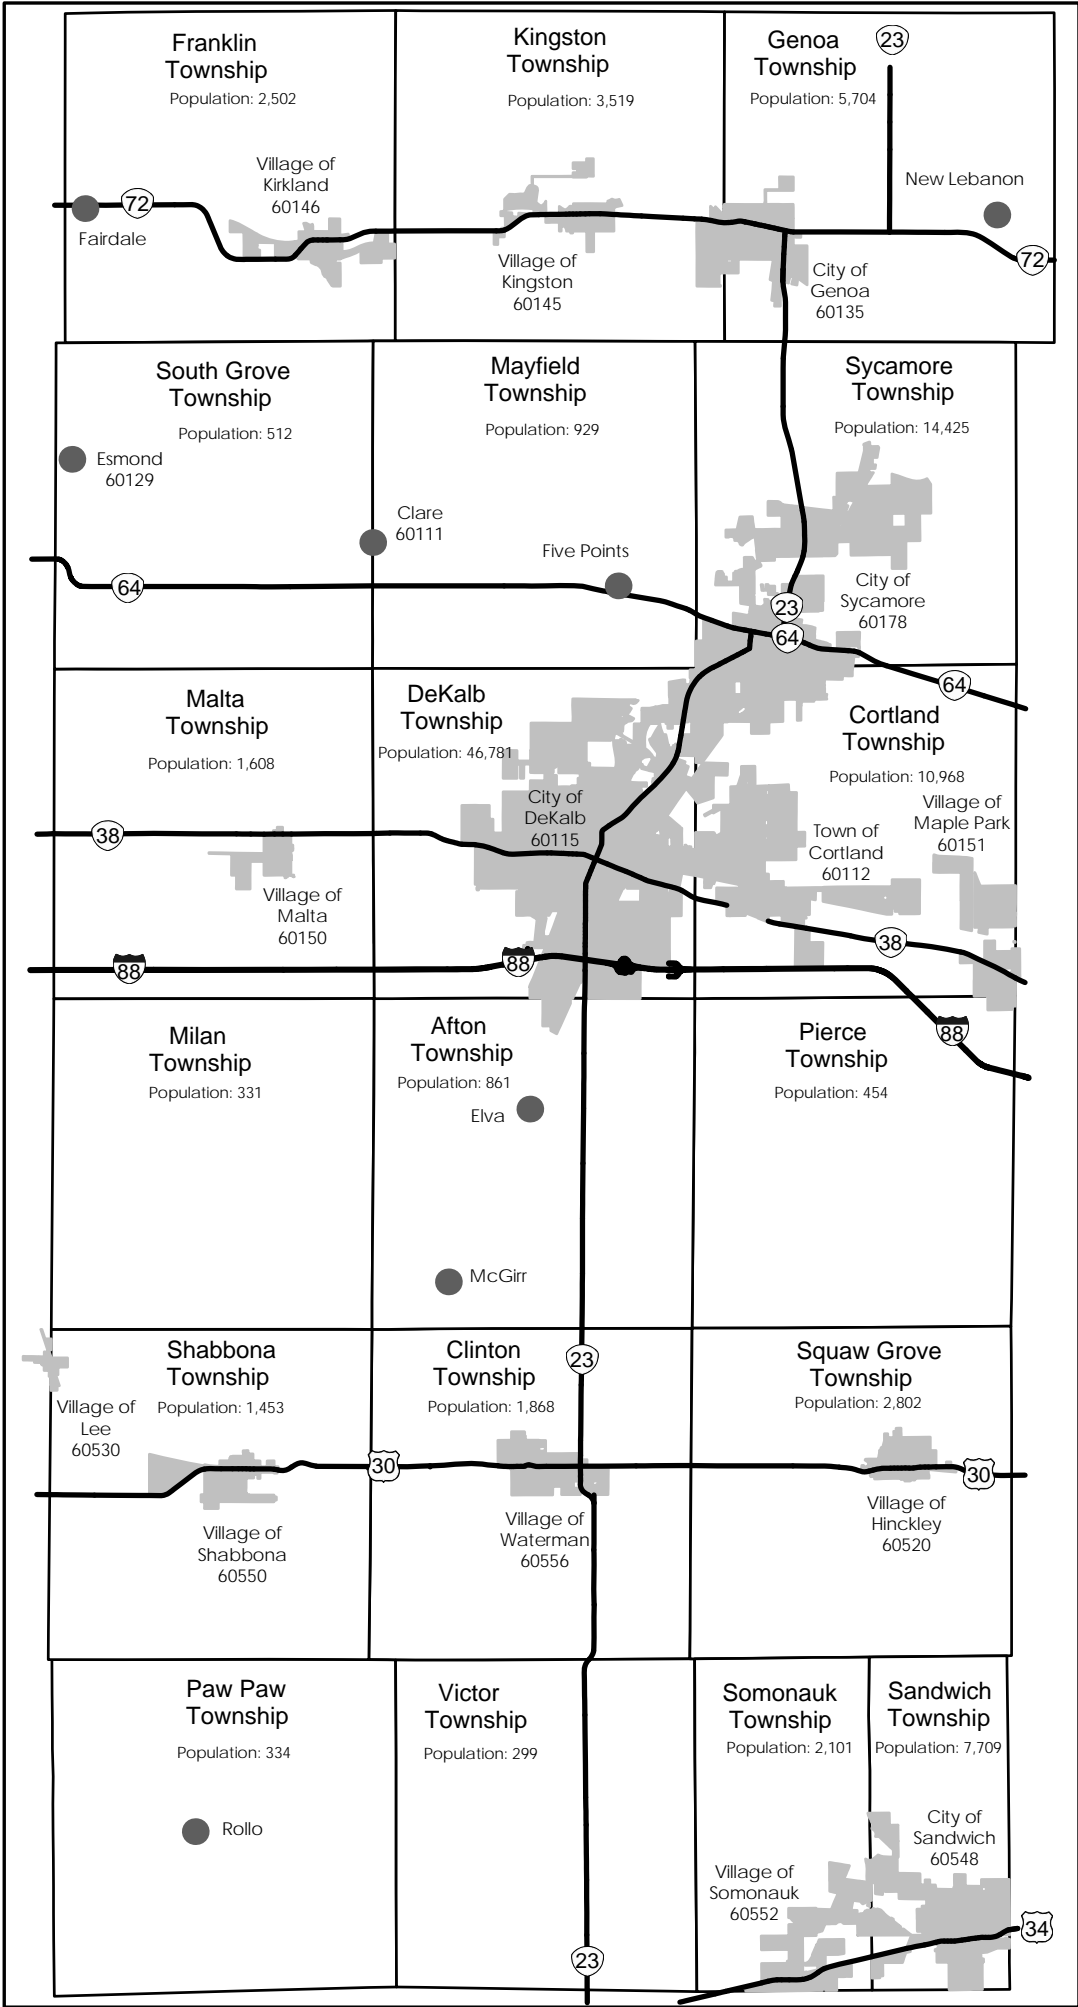 Franklin
Township
Population: 2,502
Kingston
Township
Population: 3,519
Genoa
Township
Population: 5,704
23
Village of
Kirkland
60146
72
Fairdale
Village of
Kingston
60145
New Lebanon
City of
Genoa
60135
72
South Grove
Township
Population: 512
Mayfield
Township
Population: 929
Sycamore
Township
Population: 14,425
Esmond
60129
Clare
60111
Five Points
64
City of
Sycamore
60178
23
64
64
Malta
Township
Population: 1,608
DeKalb
Township
Population: 46,781
Cortland
Township
Population: 10,968
City of
DeKalb
60115
Village of
Maple Park
60151
Town of
Cortland
60112
38
Village of
Malta
60150
38
88
88
88
Milan
Township
Population: 331
Afton
Township
Population: 861
Elva
Pierce
Township
Population: 454
McGirr
Shabbona
Township
Population: 1,453
Clinton
Township
Population: 1,868
23
Squaw Grove
Township
Population: 2,802
Village of
Lee
60530
30
30
Village of
Shabbona
60550
Village of
Waterman
60556
Village of
Hinckley
60520
Paw Paw
Township
Population: 334
Victor
Township
Population: 299
Somonauk
Township
Population: 2,101
Sandwich
Township
Population: 7,709
Rollo
City of
Sandwich
60548
Village of
Somonauk
60552
34
23